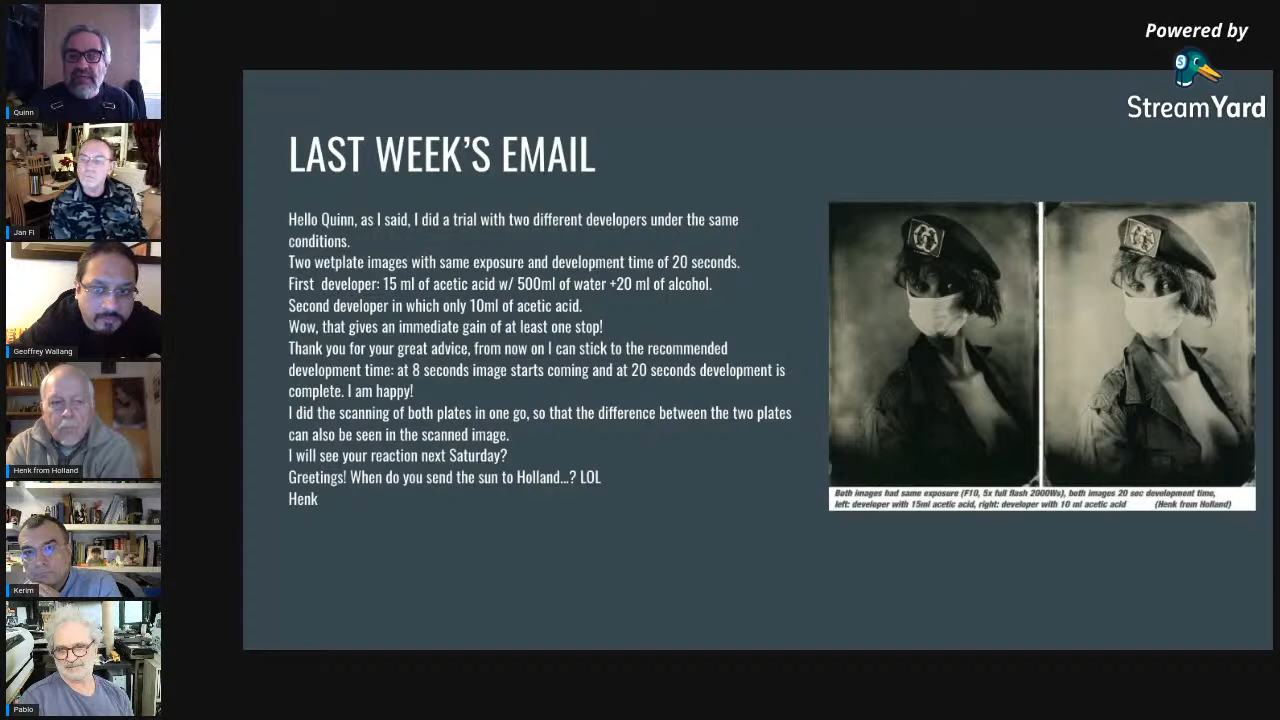 Powered by
StreamYard
Quinn
Jan Fl
Geoffrey Wallang
Henk from Holland
Kerim
Pablo
LAST WEEK'S EMAIL
Hello Quinn, as I said, I did a trial with two different developers under the same
conditions.
Two wetplate images with same exposure and development time of 20 seconds.
First  developer: 15 ml of acetic acid w/ 500ml of water +20 ml of alcohol.
Second developer in which only 10ml of acetic acid.
Wow, that gives an immediate gain of at least one stop!
Thank you for your great advice, from now on I can stick to the recommended
development time: at 8 seconds image starts coming and at 20 seconds development is
complete. I am happy!
I did the scanning of both plates in one go, so that the difference between the two plates
can also be seen in the scanned image.
I will see your reaction next Saturday?
Greetings! When do you send the sun to Holland...? LOL
Henk
Both images had same exposure (F10, 5x full flash 2000Ws), both images 20 sec development time,
left: developer with 15ml acetic acid, right: developer with 10 ml acetic acid (Henk from Holland)